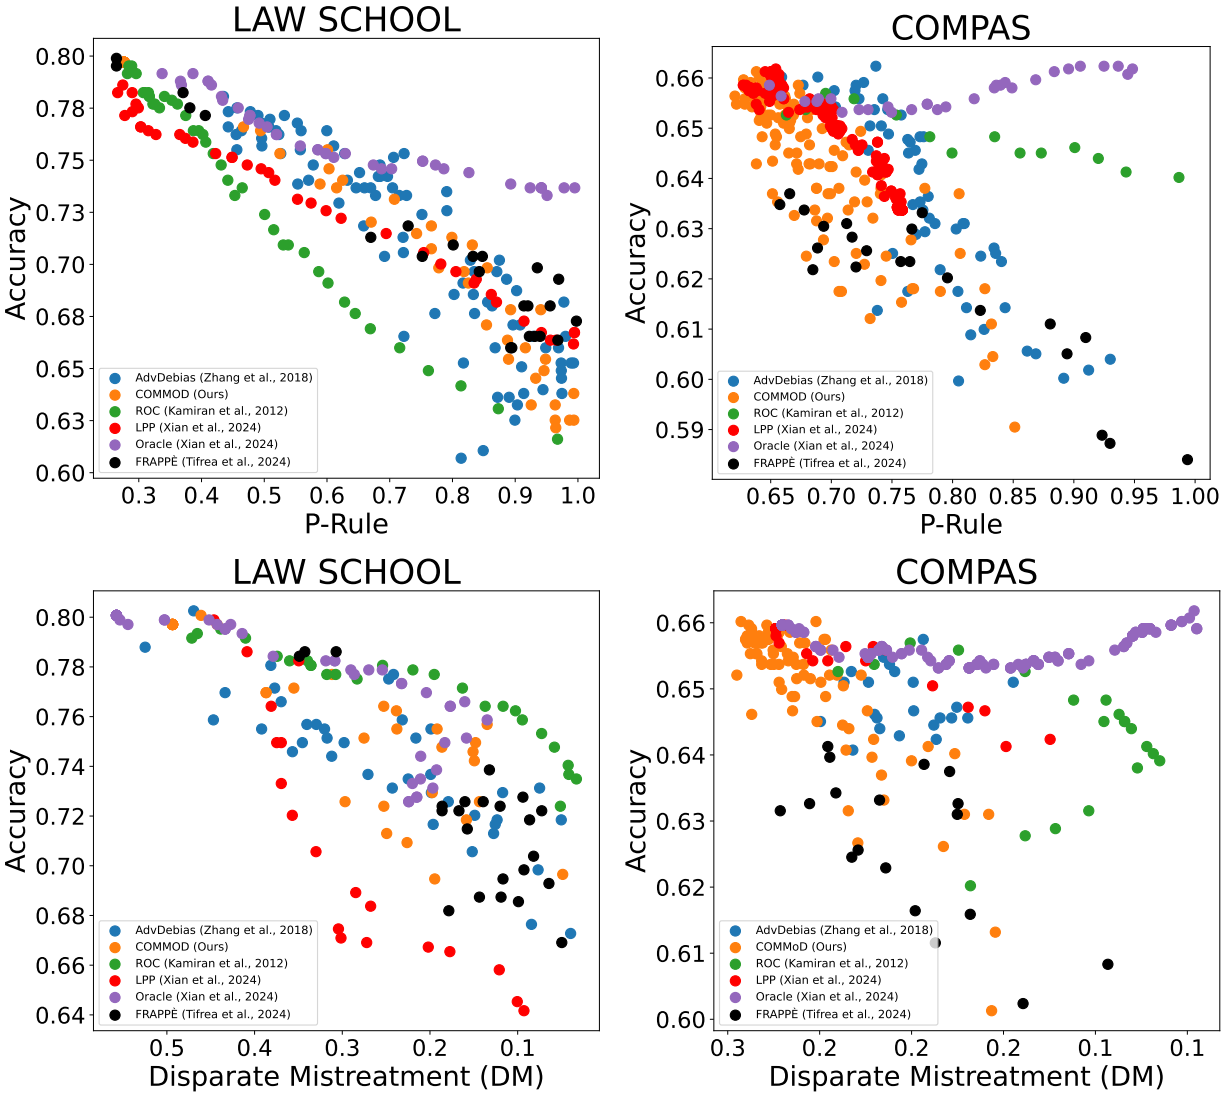 LAW SCHOOL
0.80
0.78
0.75
0.73
0.70
0.68
0.65
0.63
0.60
Accuracy
AdvDebias (Zhang et al., 2018)
COMMOD (Ours)
ROC (Kamiran et al., 2012)
LPP (Xian et al., 2024)
Oracle (Xian et al., 2024)
FRAPPÈ (Tifrea et al., 2024)
0.3 0.4 0.5 0.6 0.7 0.8 0.9 1.0
P-Rule
COMPAS
0.66
0.65
0.64
0.63
0.62
0.61
0.60
0.59
Accuracy
AdvDebias (Zhang et al., 2018)
COMMOD (Ours)
ROC (Kamiran et al., 2012)
LPP (Xian et al., 2024)
Oracle (Xian et al., 2024)
FRAPPÈ (Tifrea et al., 2024)
0.65 0.70 0.75 0.80 0.85 0.90 0.95 1.00
P-Rule
LAW SCHOOL
0.80
0.78
0.76
0.74
0.72
0.70
0.68
0.66
0.64
Accuracy
AdvDebias (Zhang et al., 2018)
COMMOD (Ours)
ROC (Kamiran et al., 2012)
LPP (Xian et al., 2024)
Oracle (Xian et al., 2024)
FRAPPÈ (Tifrea et al., 2024)
0.5 0.4 0.3 0.2 0.1
Disparate Mistreatment (DM)
COMPAS
0.66
0.65
0.64
0.63
0.62
0.61
0.60
Accuracy
AdvDebias (Zhang et al., 2018)
COMMoD (Ours)
ROC (Kamiran et al., 2012)
LPP (Xian et al., 2024)
Oracle (Xian et al., 2024)
FRAPPÈ (Tifrea et al., 2024)
0.3 0.2 0.2 0.2 0.1 0.1
Disparate Mistreatment (DM)